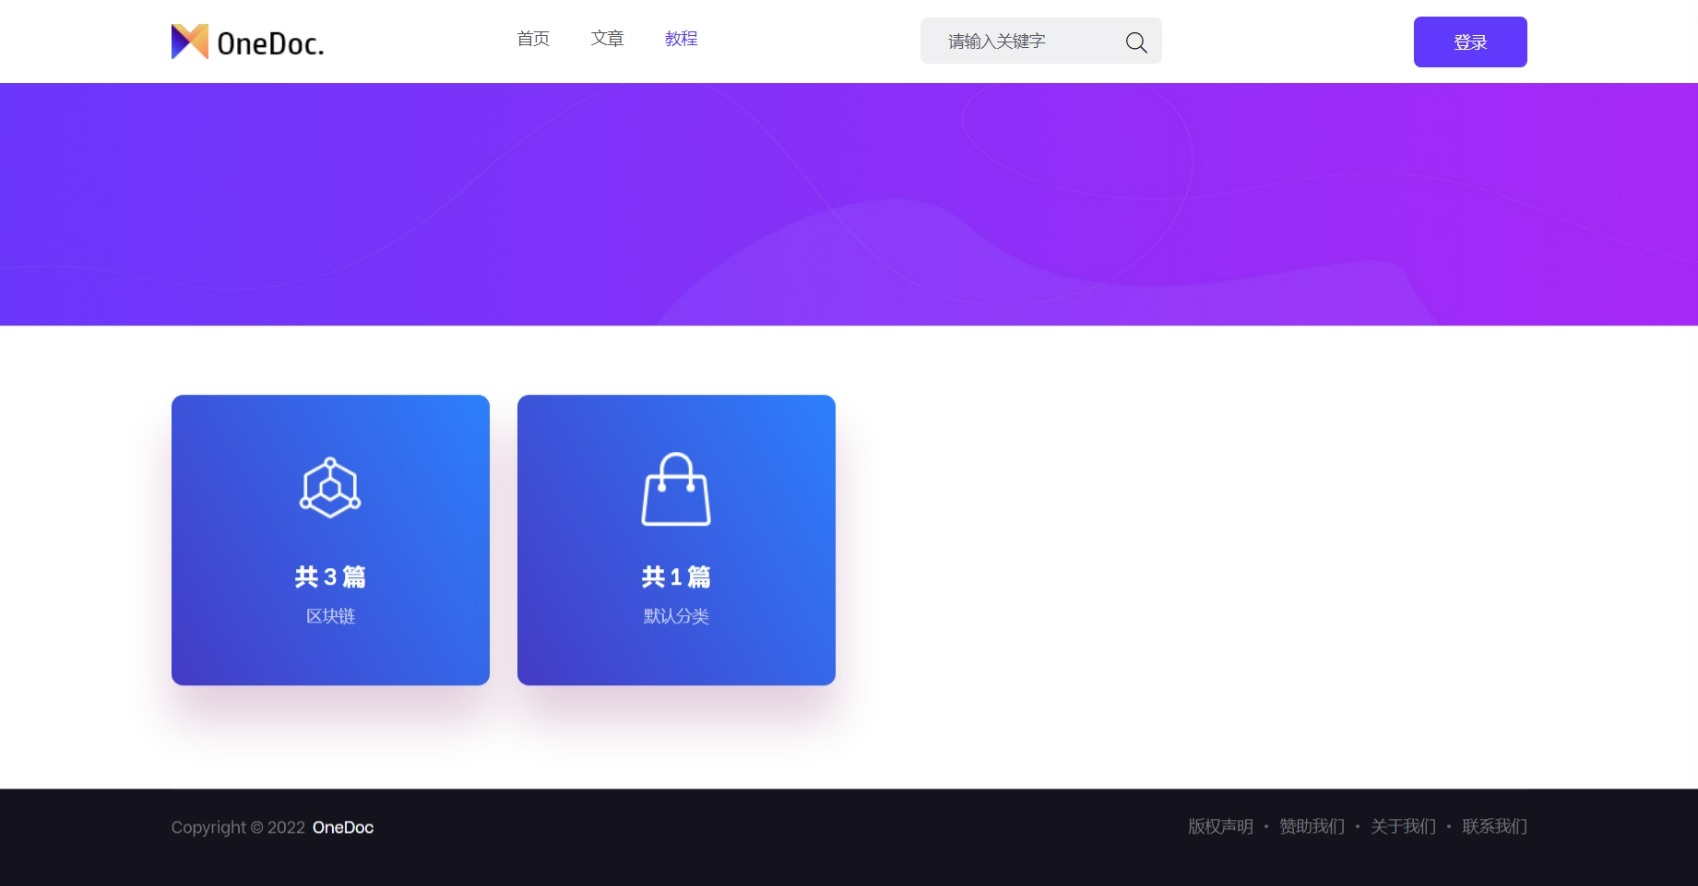 OneDoc.
首页
文章
教程
请输入关键字
登录
共 3 篇
区块链
共 1 篇
默认分类
Copyright © 2022 OneDoc
版权声明 • 赞助我们 • 关于我们 • 联系我们